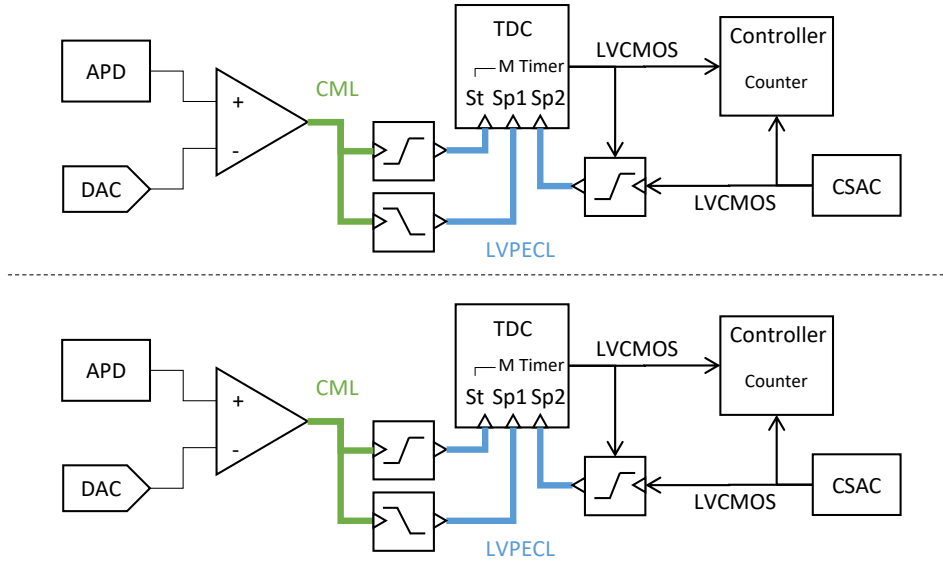 TDC
LVCMOS
Controller
APD
M Timer
Counter
CML
St Sp1 Sp2
+
-
DAC
CSAC
LVCMOS
LVPECL
TDC
LVCMOS
Controller
APD
M Timer
Counter
CML
St Sp1 Sp2
+
-
DAC
CSAC
LVCMOS
LVPECL